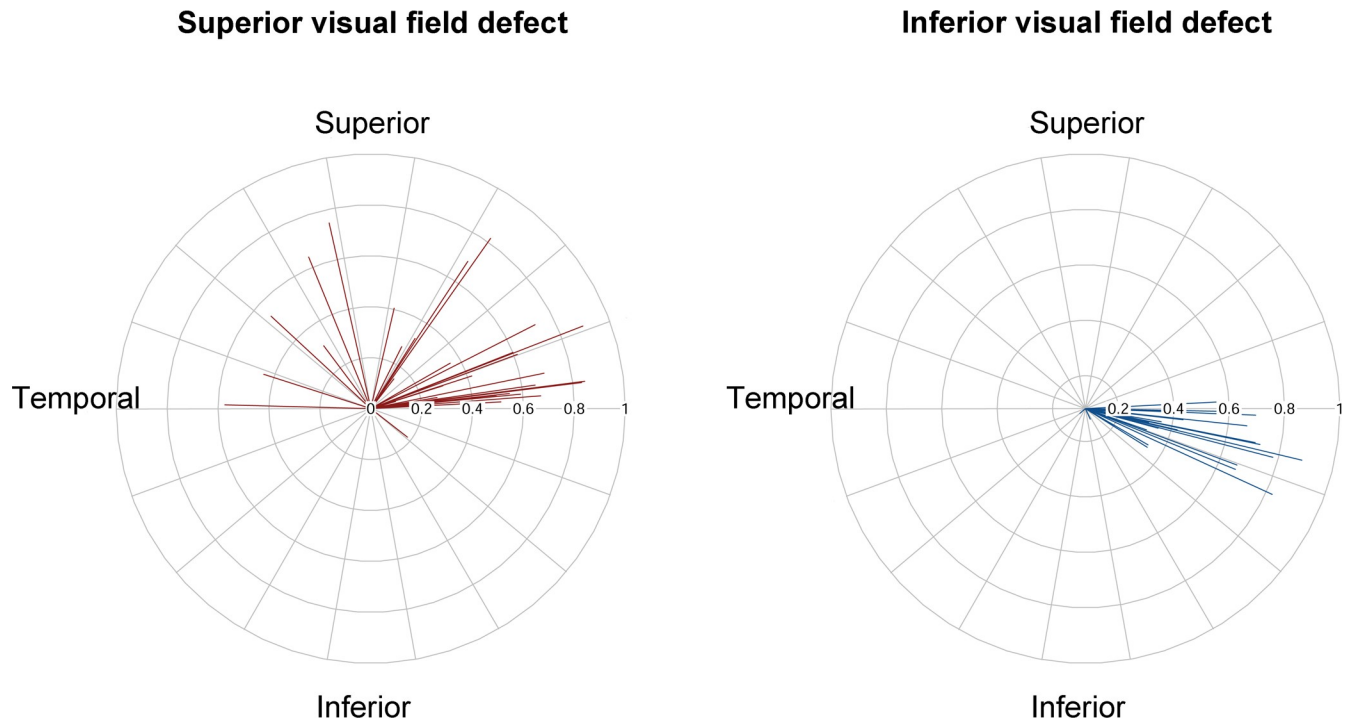 Superior visual field defect
Inferior visual field defect
Superior
Superior
Temporal
0 0.2 0.4 0.6 0.8 1
Temporal
0.2 0.4 0.6 0.8 1
Inferior
Inferior